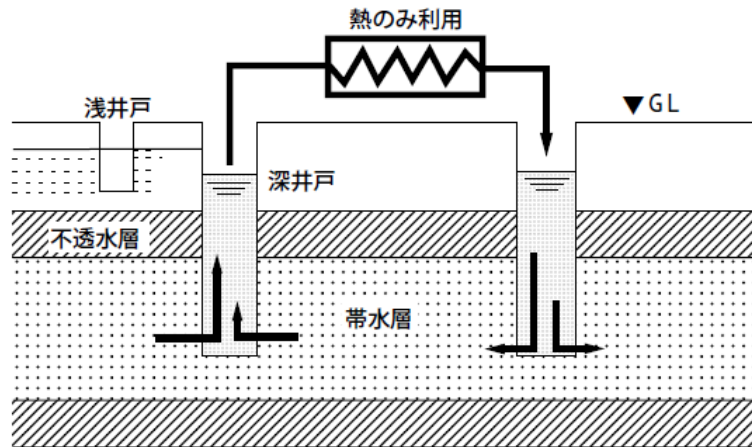 熱のみ利用
浅井戸
▼GL
深井戸
不透水層
帯水層